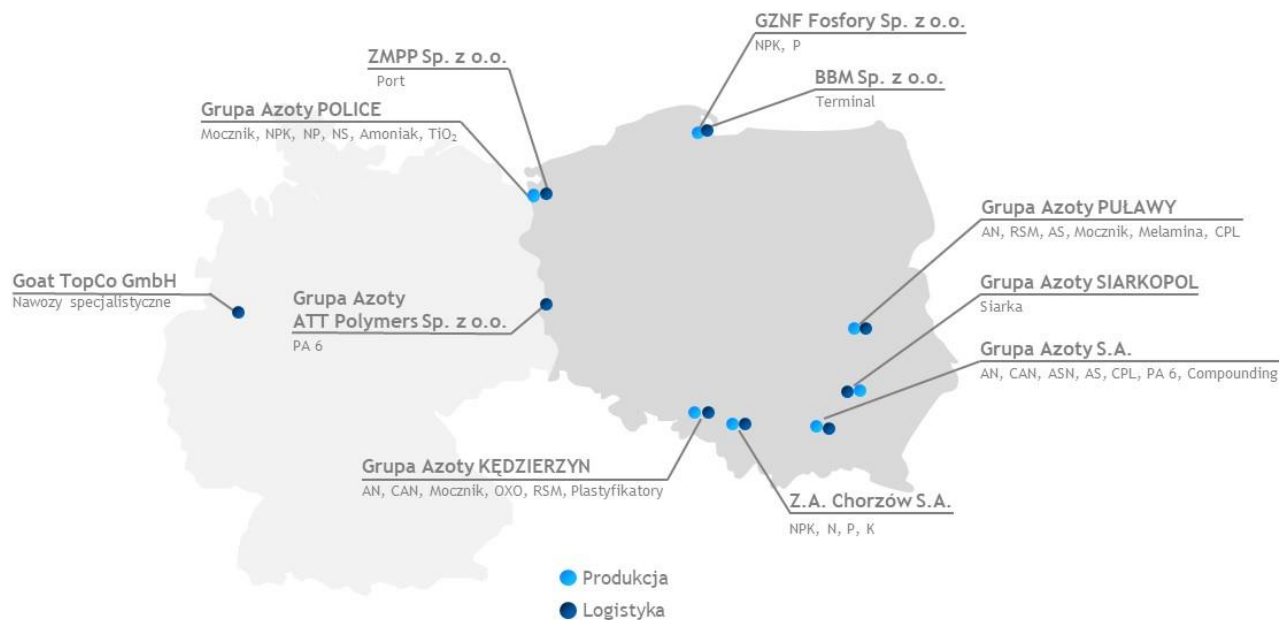 GZNF Fosfory Sp. z o.o.
NPK, P
ZMPP Sp. z o.o.
Port
BBM Sp. z o.o.
Terminal
Grupa Azoty POLICE
Mocznik, NPK, NP, NS, Amoniak, TiO₂
Grupa Azoty PUŁAWY
AN, RSM, AS, Mocznik, Melamina, CPL
Goat TopCo GmbH
Nawozy specjalistyczne
Grupa Azoty
ATT Polymers Sp. z o.o.
PA 6
Grupa Azoty SIARKOPOL
Siarka
Grupa Azoty S.A.
AN, CAN, ASN, AS, CPL, PA 6, Compounding
Grupa Azoty KĘDZIERZYN
AN, CAN, Mocznik, OXO, RSM, Plastyfikatory
Z.A. Chorzów S.A.
NPK, N, P, K
Produkcja
Logistyka